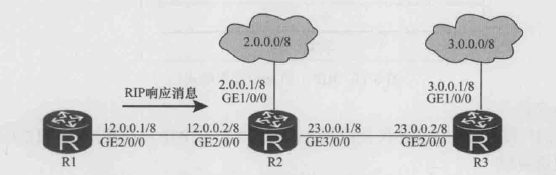 2.0.0.0/8
3.0.0.0/8
2.0.0.1/8
GE1/0/0
3.0.0.1/8
GE1/0/0
RIP响应消息
12.0.0.1/8
GE2/0/0
12.0.0.2/8
GE2/0/0
23.0.0.1/8
GE3/0/0
23.0.0.2/8
GE2/0/0
R
R
R
R1
R2
R3